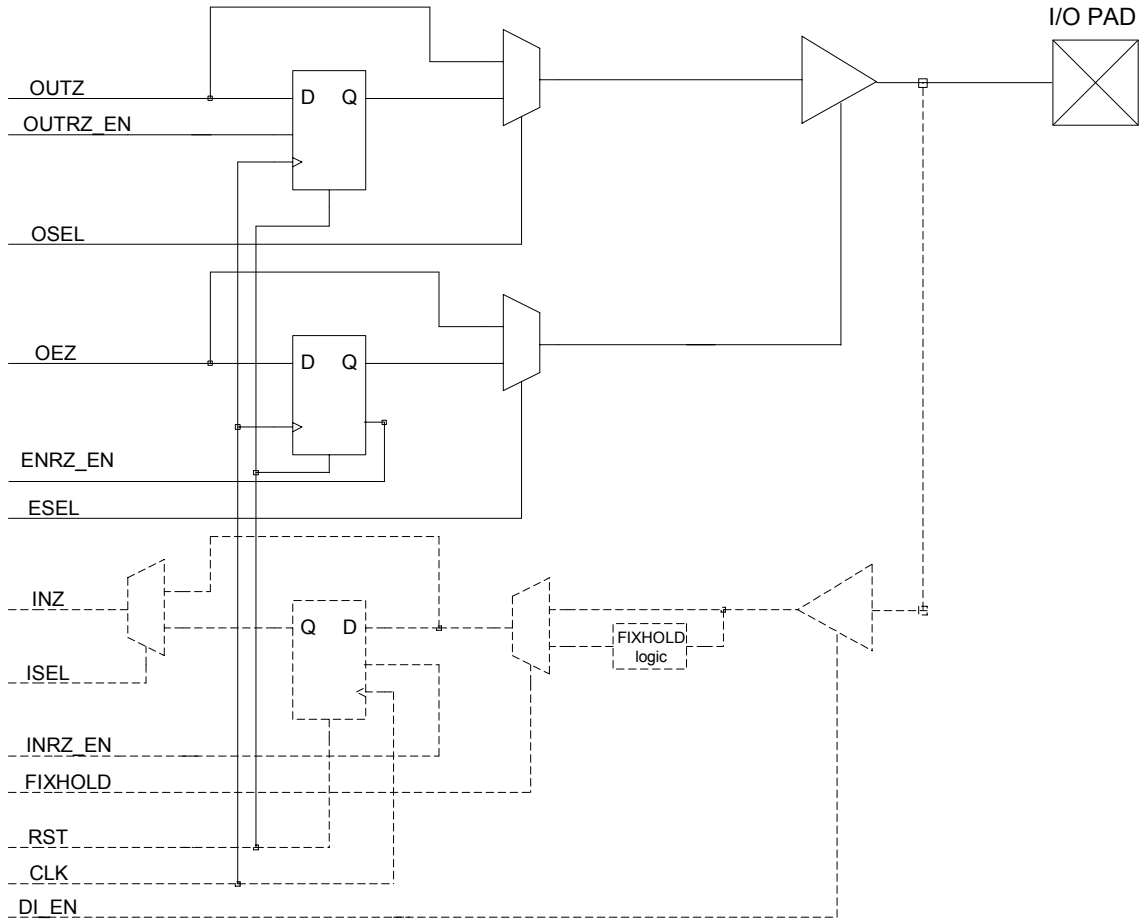 I/O PAD
OUTZ
D Q
OUTRZ_EN
OSEL
OEZ
D Q
ENRZ_EN
ESEL
INZ
Q D
FIXHOLD
logic
ISEL
INRZ_EN
FIXHOLD
RST
CLK
DI_EN